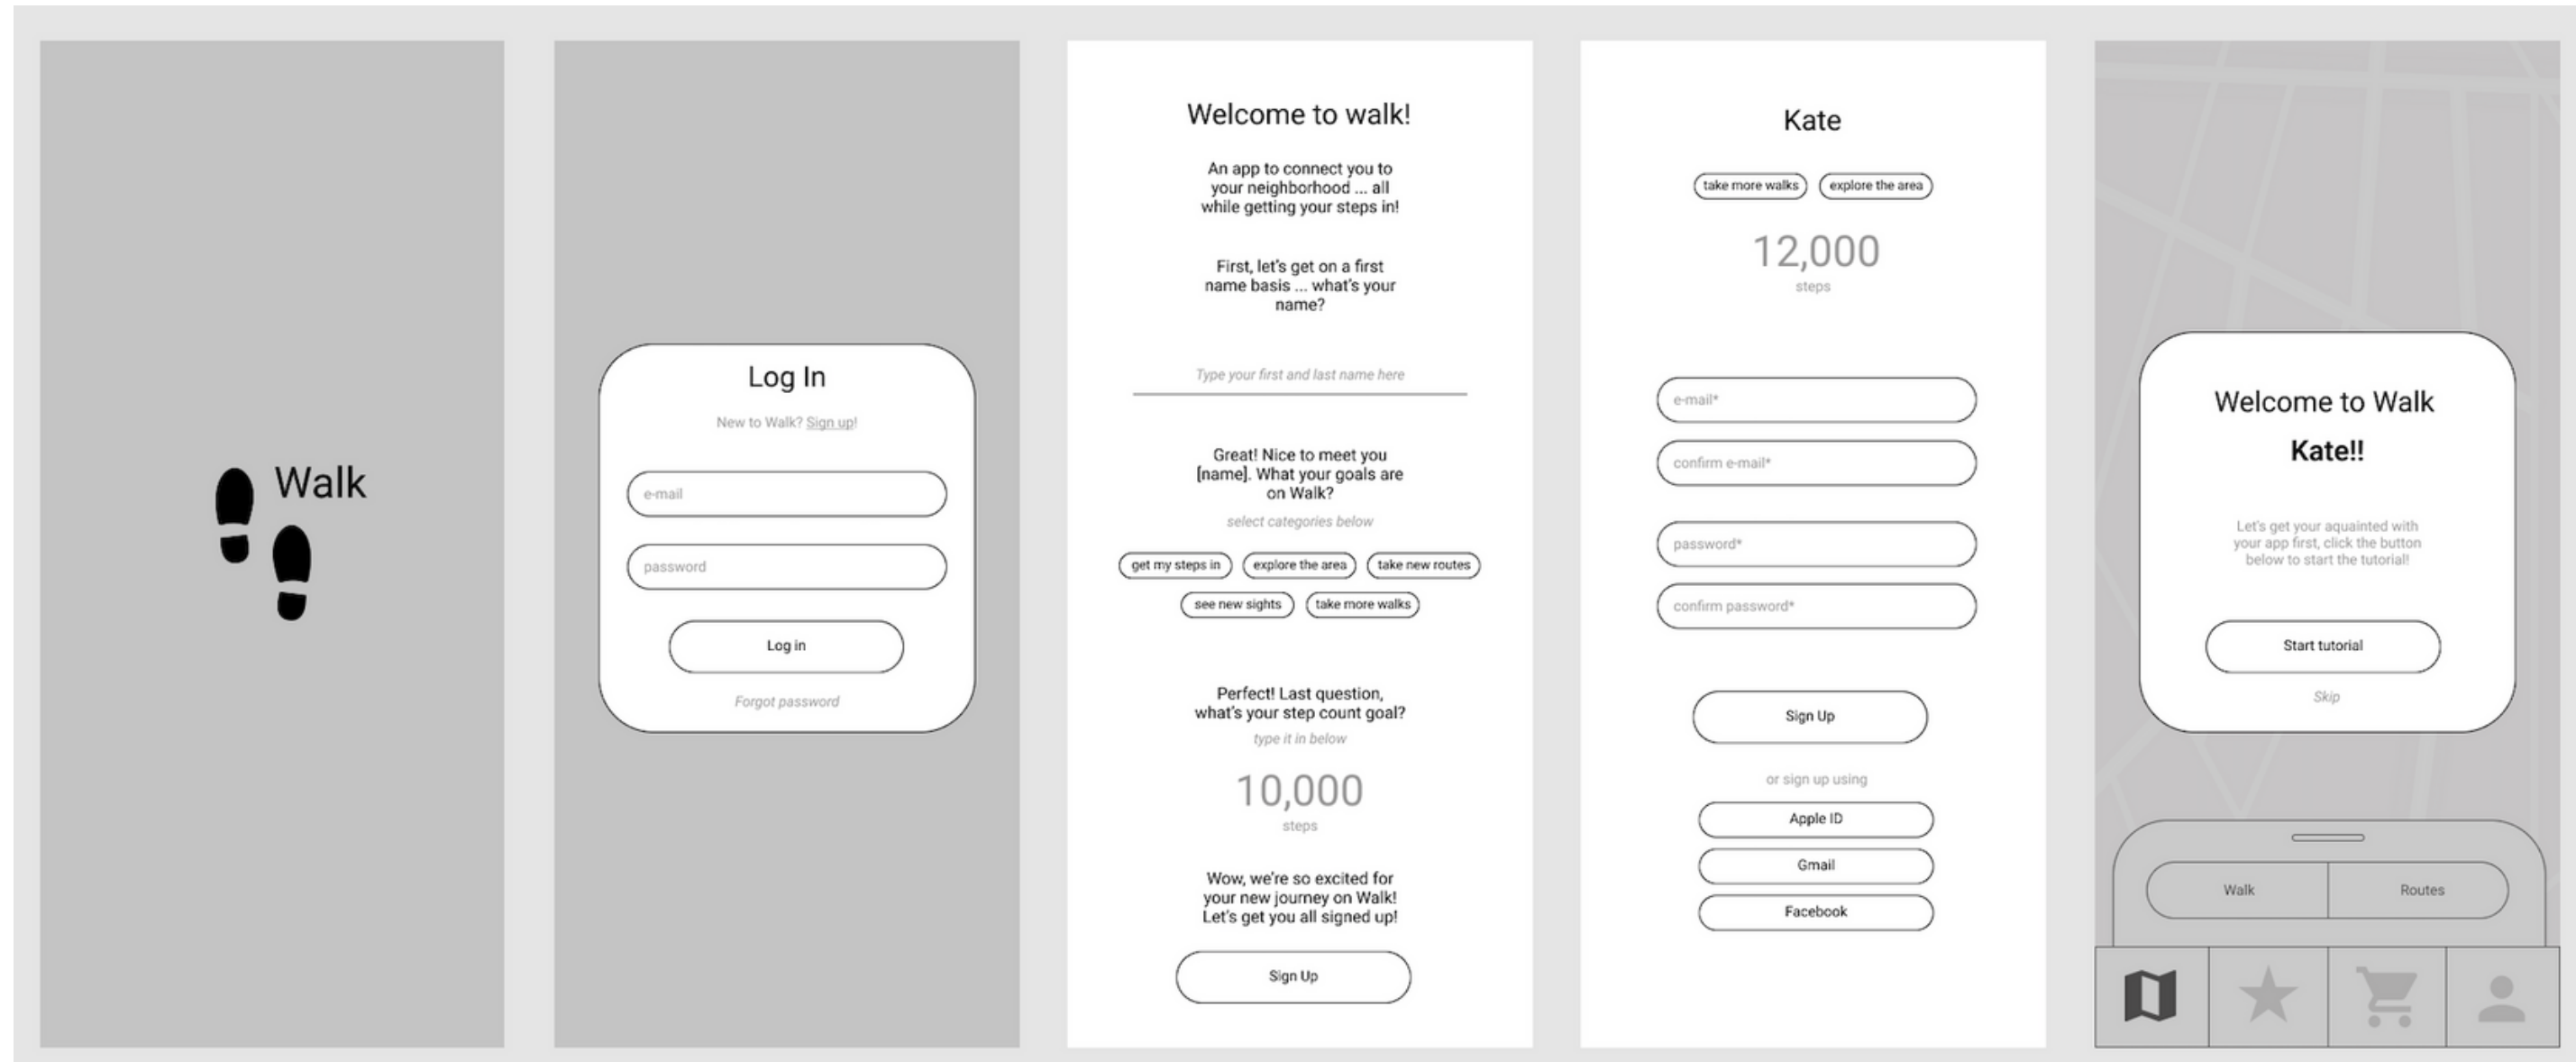 Walk
Log In
New to Walk? Sign up!
e-mail
password
Log in
Forgot password
Welcome to walk!
An app to connect you to
your neighborhood ... all
while getting your steps in!
First, let's get on a first
name basis ... what's your
name?
Type your first and last name here
Great! Nice to meet you
[name]. What your goals are
on Walk?
select categories below
get my steps in
explore the area
take new routes
see new sights
take more walks
Perfect! Last question,
what's your step count goal?
type it in below
10,000
steps
Wow, we're so excited for
your new journey on Walk!
Let's get you all signed up!
Sign Up
Kate
take more walks
explore the area
12,000
steps
e-mail*
confirm e-mail*
password*
confirm password*
Sign Up
or sign up using
Apple ID
Gmail
Facebook
Welcome to Walk
Kate!!
Let's get your aquainted with
your app first, click the button
below to start the tutorial!
Start tutorial
Skip
Walk
Routes